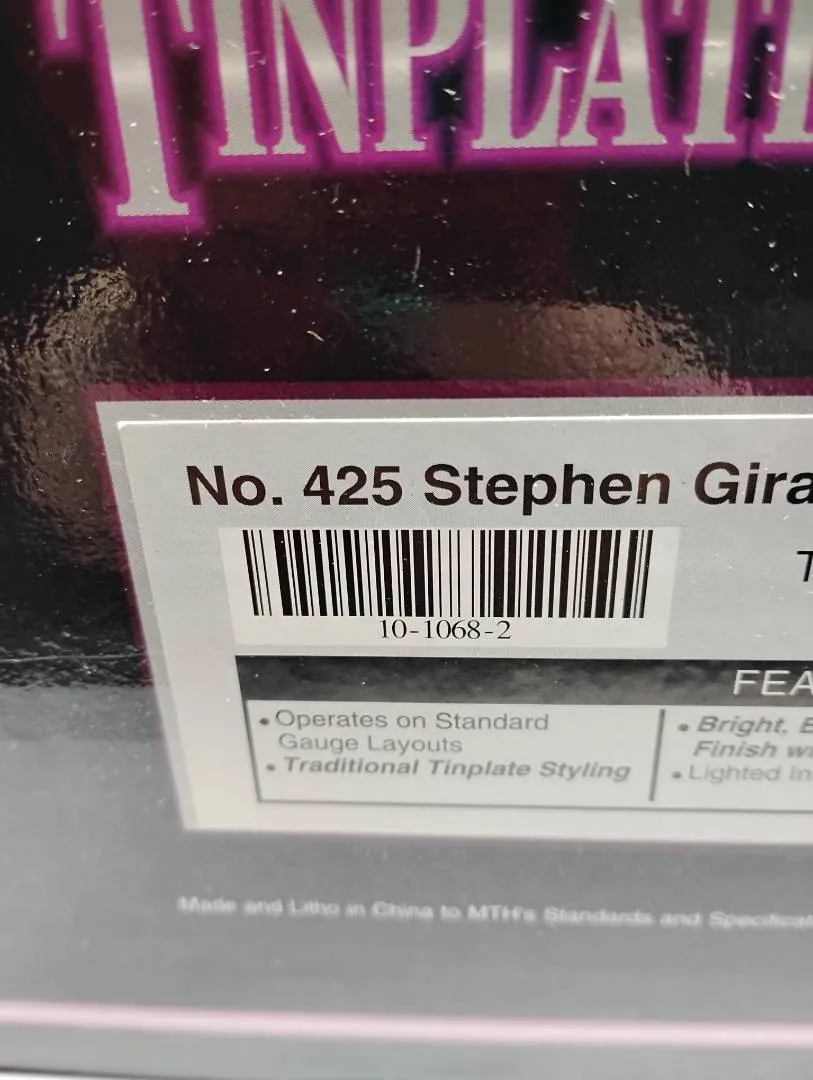 TINPLATE
No. 425 Stephen Gira
10-1068-2
FEA
• Operates on Standard
Gauge Layouts
• Traditional Tinplate Styling
• Bright,
Finish
• Lighted In
Made and Litho in China to MTH's Standards and Specificat